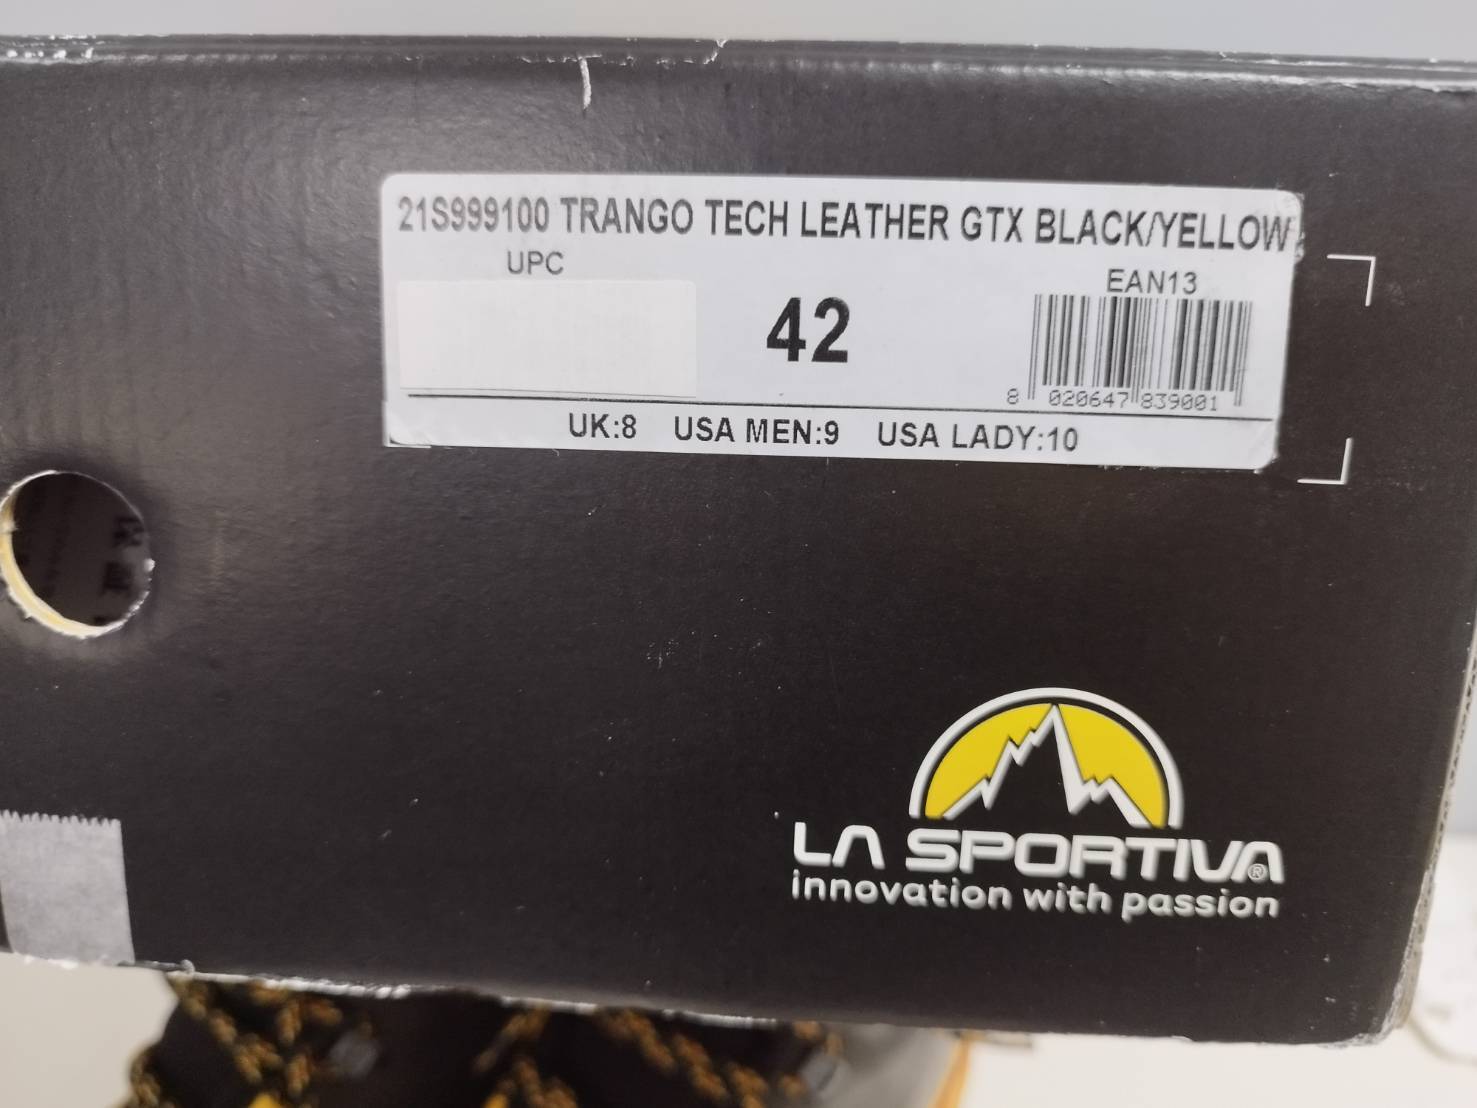 21S999100 TRANGO TECH LEATHER GTX BLACK/YELLOW
UPC
EAN13
42
8 020647 839001
UK:8 USA MEN:9 USA LADY:10
LA SPORTIVA®
innovation with passion